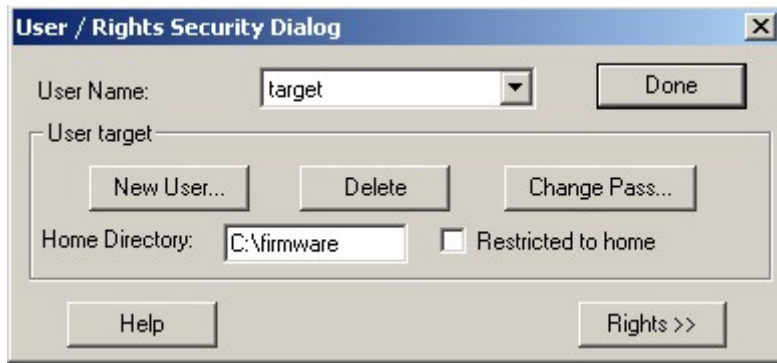 User / Rights Security Dialog
User Name: target Done
User target
New User... Delete Change Pass...
Home Directory: C:\firmware Restricted to home
Help Rights >>